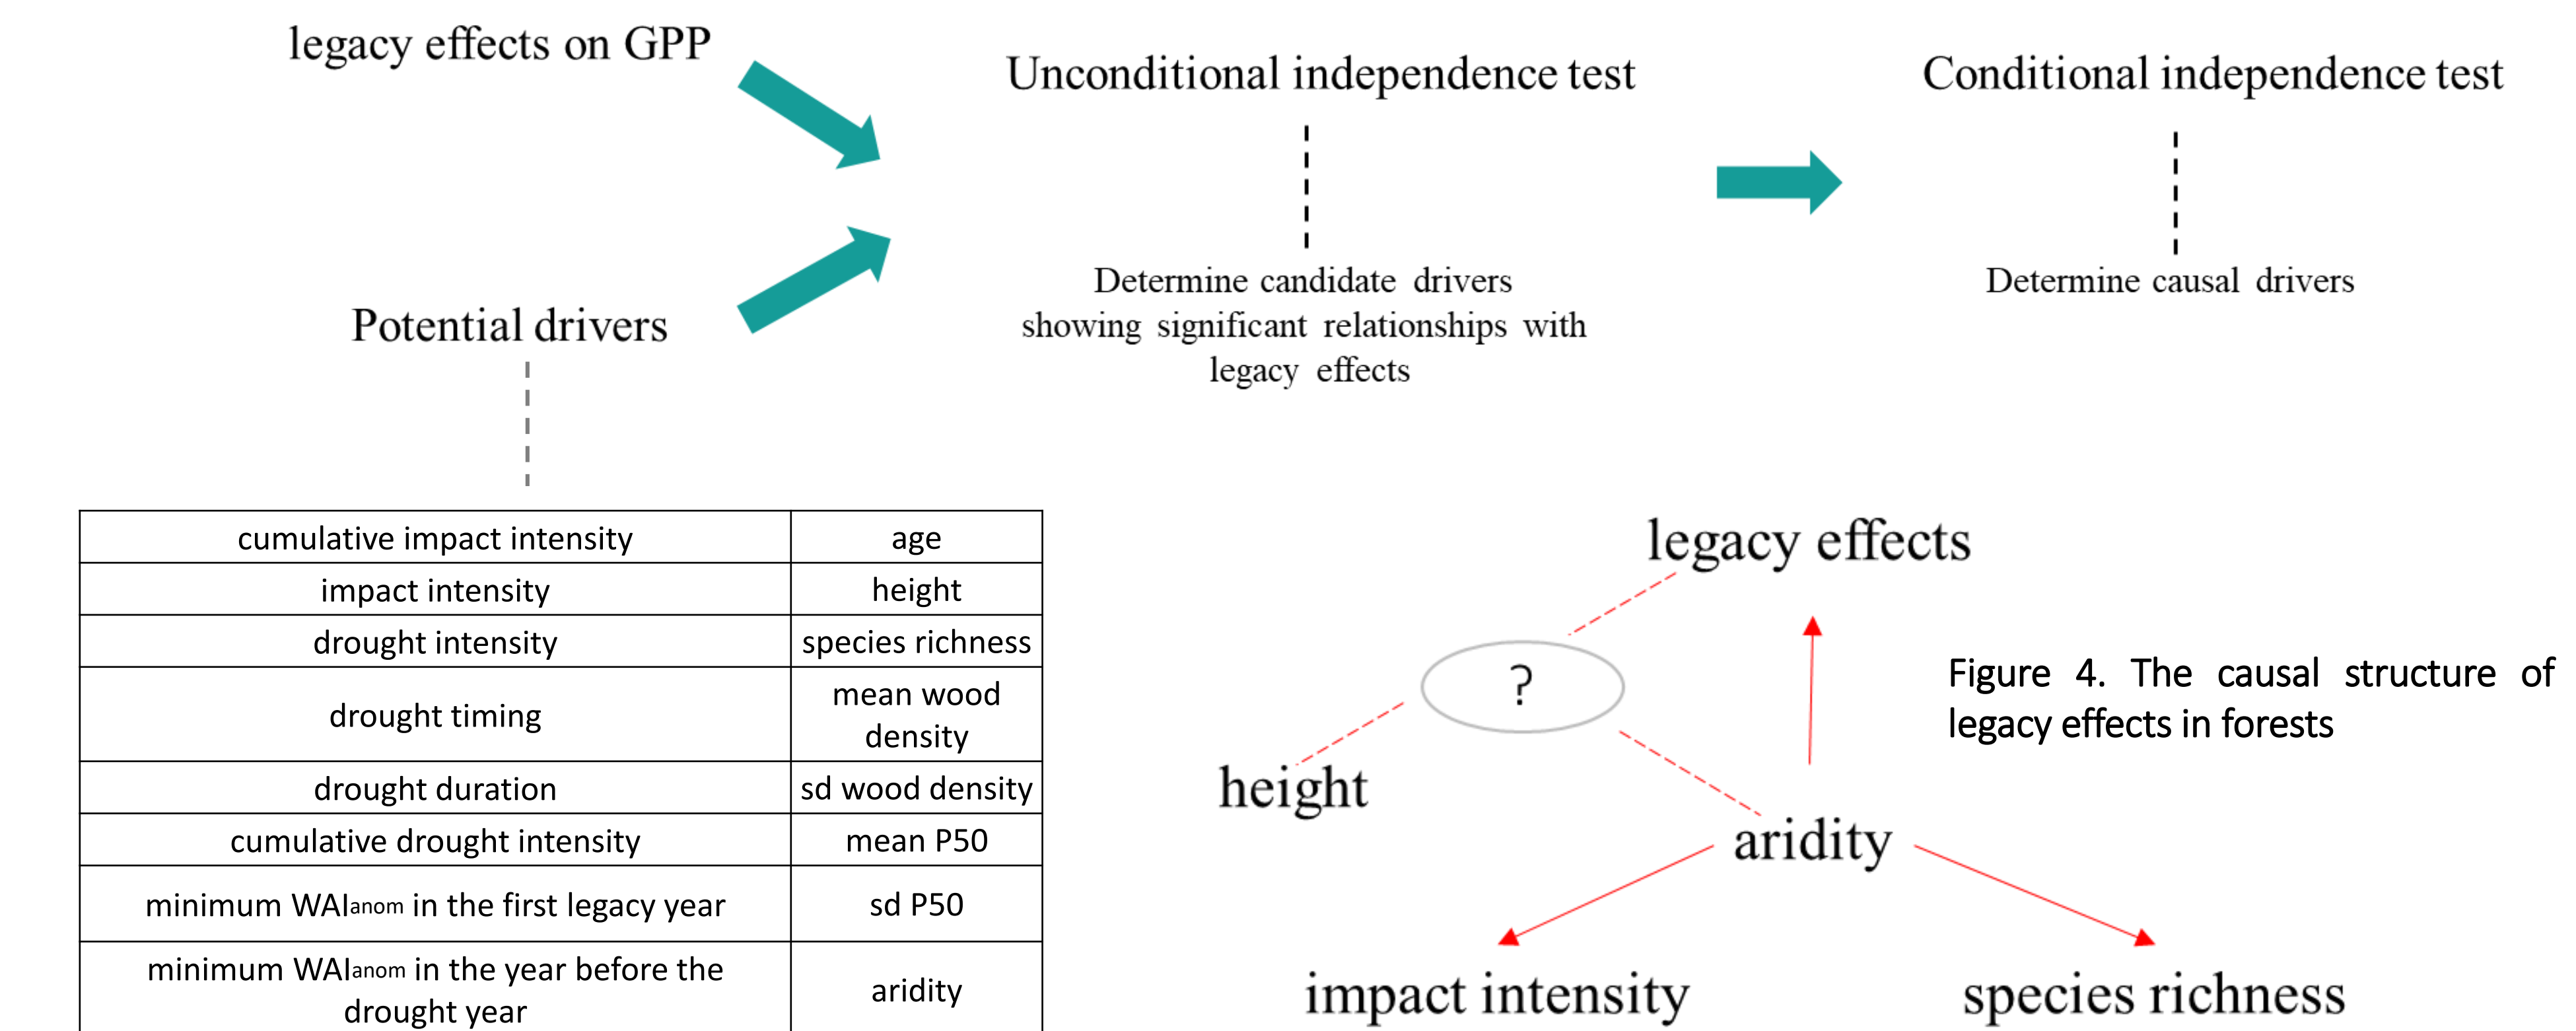 legacy effects on GPP
Potential drivers
Unconditional independence test
Determine candidate drivers
showing significant relationships with
legacy effects
Conditional independence test
Determine causal drivers
cumulative impact intensity
age
impact intensity
height
drought intensity
species richness
drought timing
mean wood
density
drought duration
sd wood density
cumulative drought intensity
mean P50
minimum WAIanom in the first legacy year
sd P50
minimum WAIanom in the year before the
drought year
aridity
legacy effects
?
height
aridity
impact intensity
species richness
Figure 4. The causal structure of
legacy effects in forests